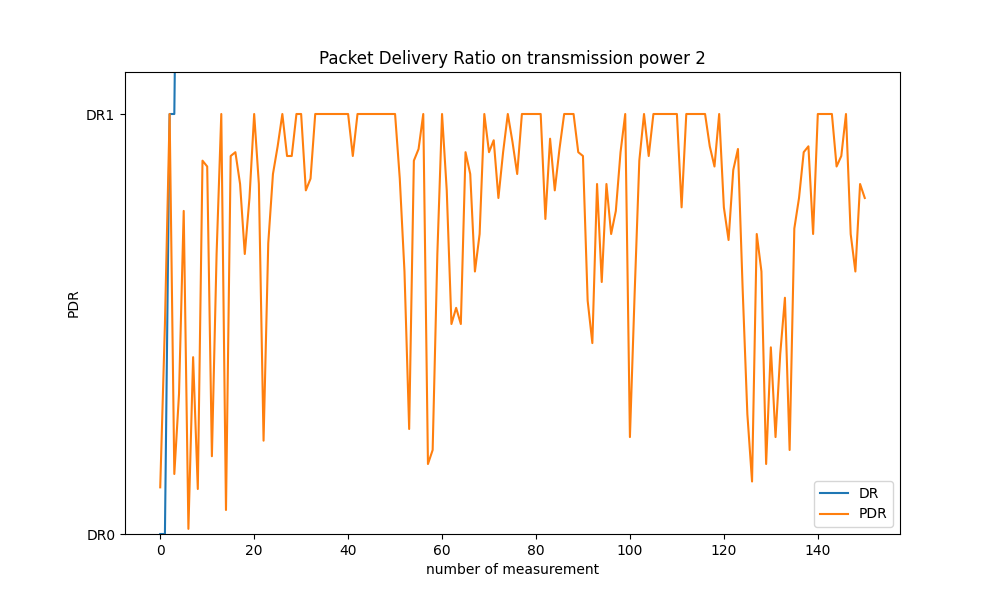 Packet Delivery Ratio on transmission power 2
DR1
PDR
DR0
0 20 40 60 80 100 120 140
number of measurement
DR
PDR